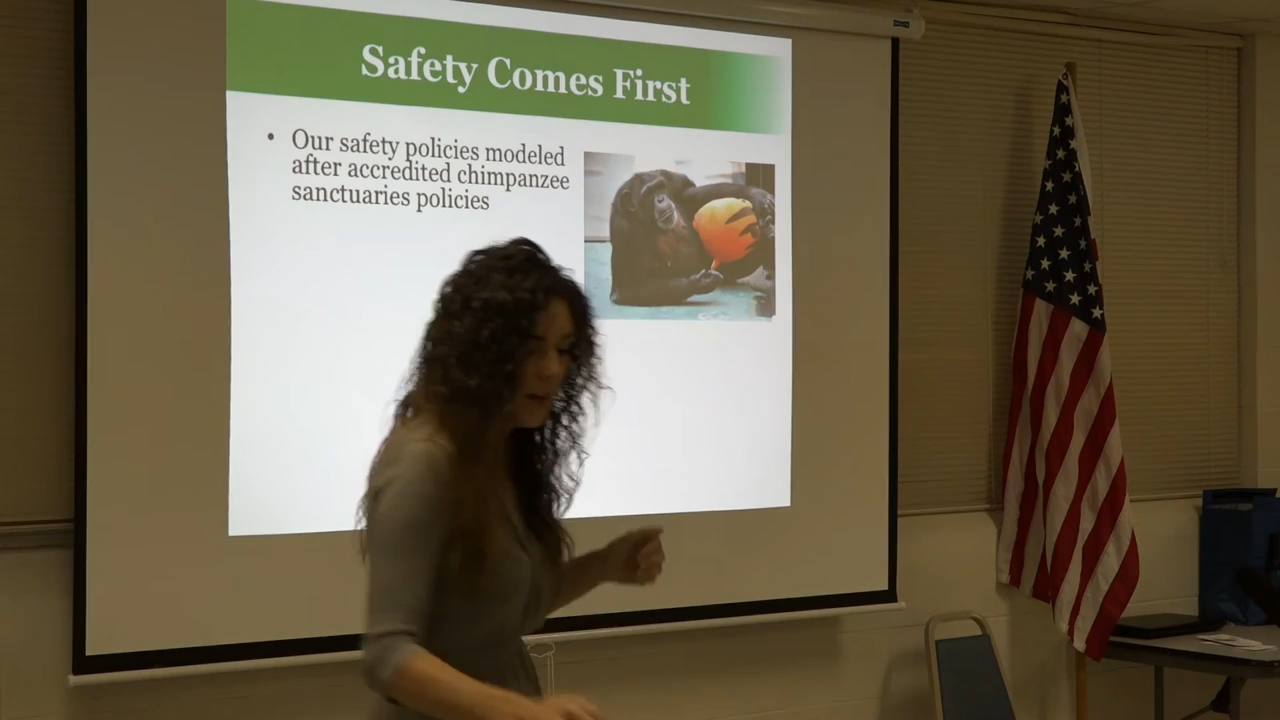 Safety Comes First
• Our safety policies modeled
after accredited chimpanzee
sanctuaries policies